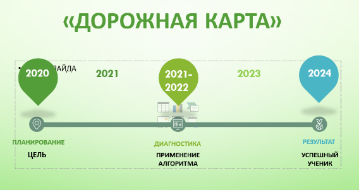 «ДОРОЖНАЯ КАРТА»
2020
2021
2021-
2022
2023
2024
ПЛАНИРОВАНИЕ
ЦЕЛЬ
ДИАГНОСТИКА
ПРИМЕНЕНИЕ
АЛГОРИТМА
РЕЗУЛЬТАТ
УСПЕШНЫЙ
УЧЕНИК